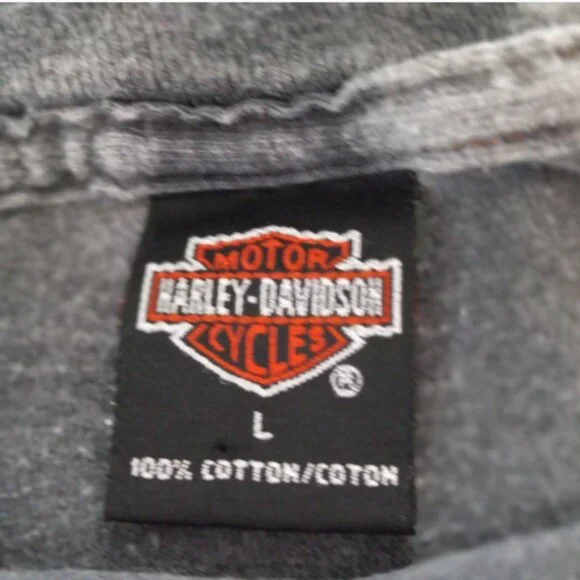 MOTOR
HARLEY-DAVIDSON
CYCLES
®
L
100% COTTON/COTON